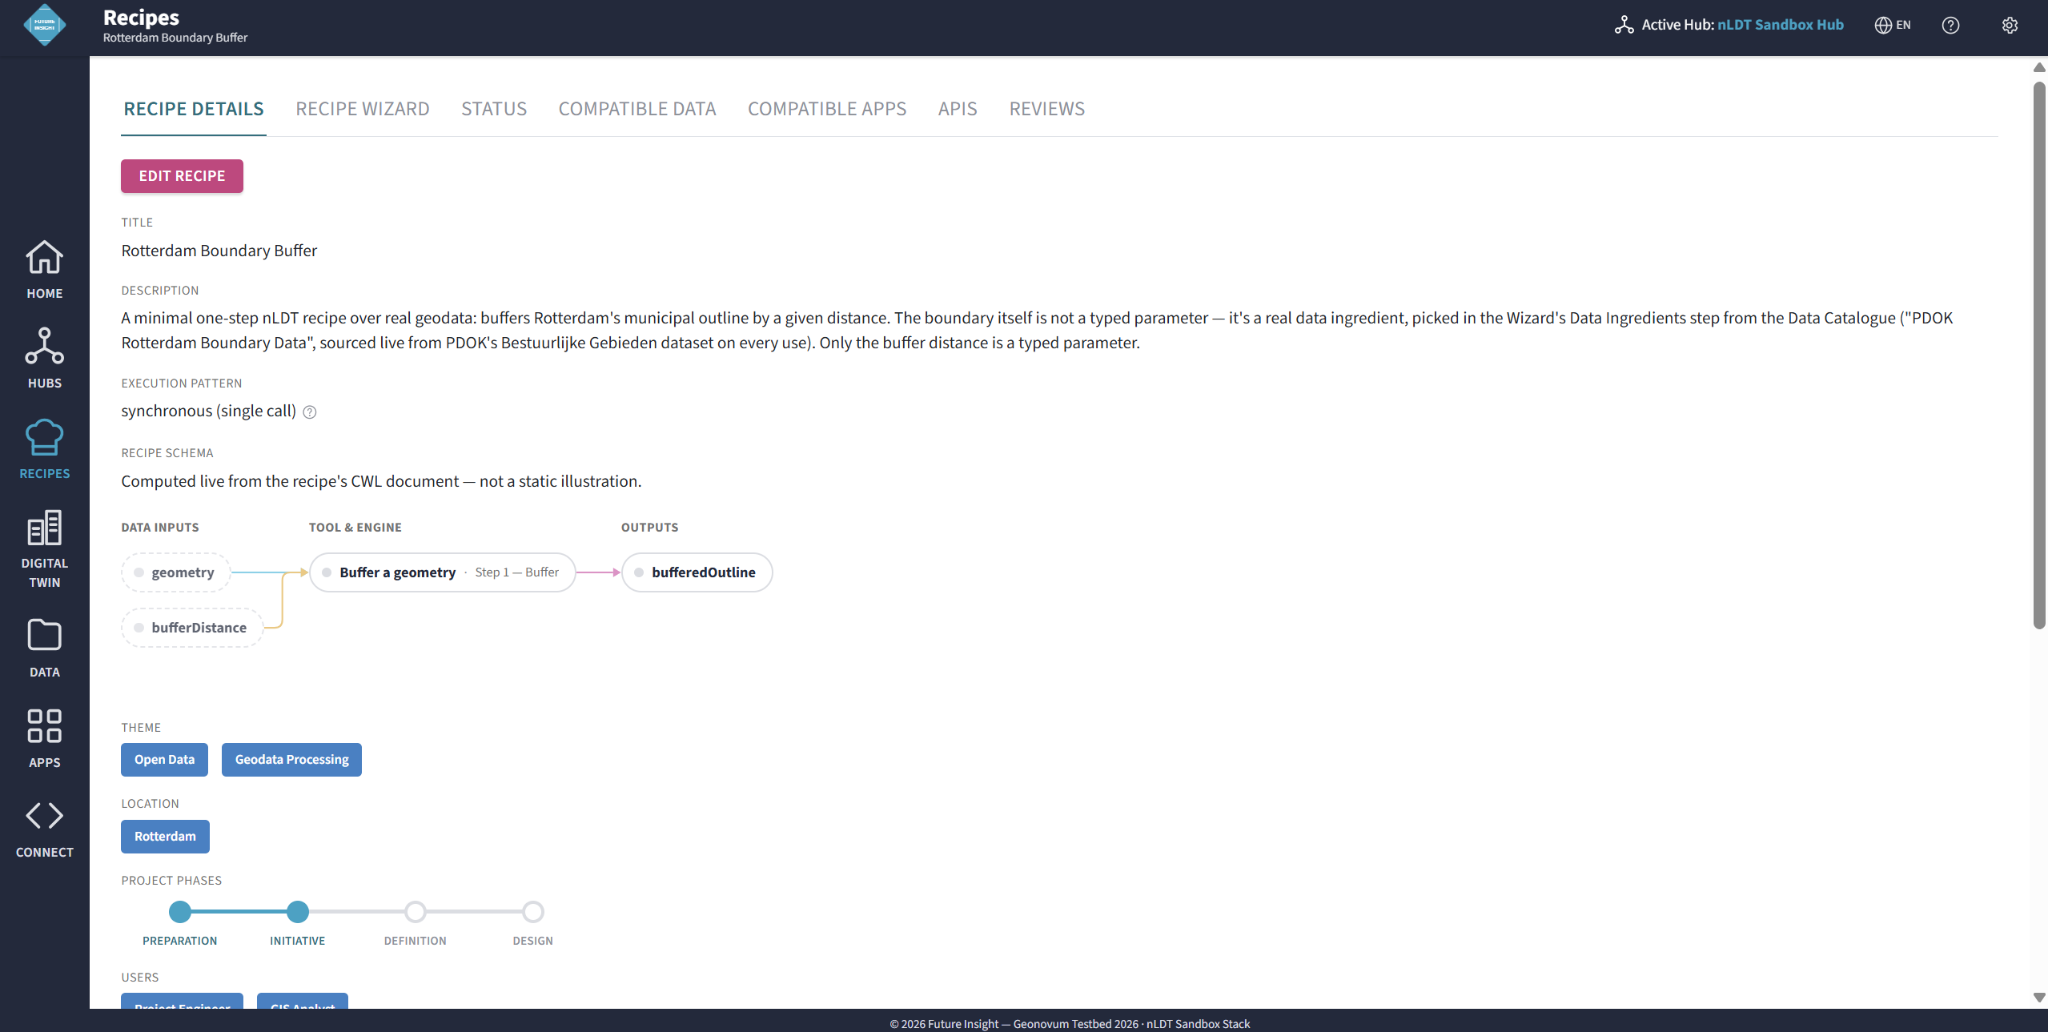 FUTURE
INSIGHT
Recipes
Rotterdam Boundary Buffer
Active Hub: nLDT Sandbox Hub
EN
HOME
HUBS
RECIPES
DIGITAL
TWIN
DATA
APPS
CONNECT
RECIPE DETAILS RECIPE WIZARD STATUS COMPATIBLE DATA COMPATIBLE APPS APIS REVIEWS
EDIT RECIPE
TITLE
Rotterdam Boundary Buffer
DESCRIPTION
A minimal one-step nLDT recipe over real geodata: buffers Rotterdam's municipal outline by a given distance. The boundary itself is not a typed parameter — it's a real data ingredient, picked in the Wizard's Data Ingredients step from the Data Catalogue ("PDOK
Rotterdam Boundary Data", sourced live from PDOK's Bestuurlijke Gebieden dataset on every use). Only the buffer distance is a typed parameter.
EXECUTION PATTERN
synchronous (single call) ?
RECIPE SCHEMA
Computed live from the recipe's CWL document — not a static illustration.
DATA INPUTS TOOL & ENGINE OUTPUTS
geometry Buffer a geometry · Step 1 — Buffer bufferedOutline
bufferDistance
THEME
Open Data Geodata Processing
LOCATION
Rotterdam
PROJECT PHASES
PREPARATION INITIATIVE DEFINITION DESIGN
USERS
Project Engineer GIS Analyst
© 2026 Future Insight — Geonovum Testbed 2026 · nLDT Sandbox Stack